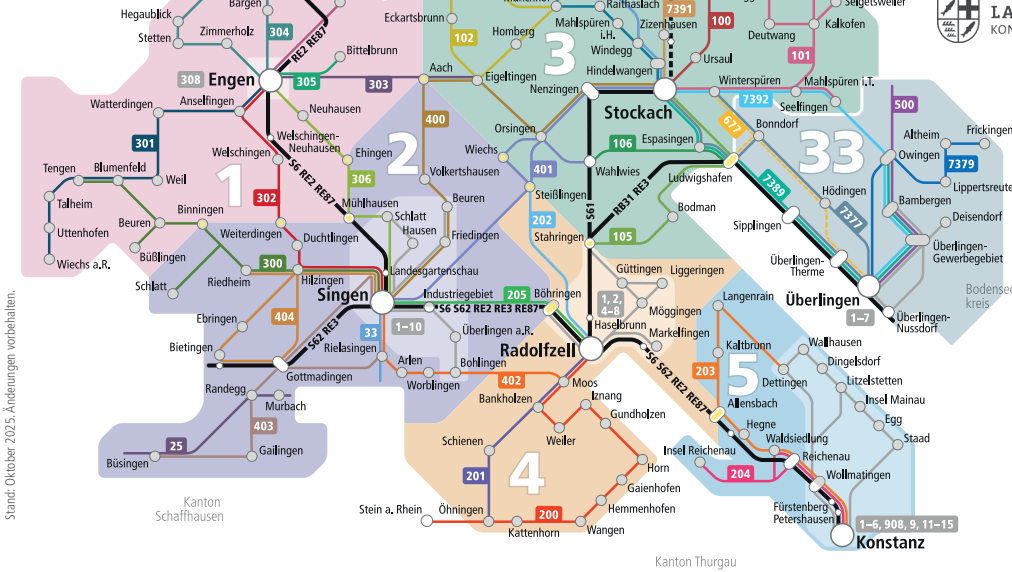 Hegaublick
Bargen
Stetten
Zimmerholz
304
RE2 RE87
Bittelbrunn
305
303
308
Engen
Eckartsbrunn
102
Homberg
Aach
Eigeltingen
Mahlspüren
i.H.
Windegg
Hindelwangen
Raithaslach
Zizenhausen
7391
100
Ursaul
Deutwang
101
Kalkofen
Seigetsweiler
LA
KON
3
Nenzingen
Stockach
Winterspüren
Mahlspüren i.T.
Seelfingen
7392
500
Watterdingen
Anselfingen
Neuhausen
Welschingen-
Neuhausen
301
Welschingen
Ehingen
S6 RE2 RE87
306
302
1
2
400
Orsingen
Wiechs
401
Volkertshausen
Steißlingen
106
Espasingen
Wahlwies
Ludwigshafen
677
Bonndorf
33
Altheim
Frickingen
Owingen
7379
Lippertsreute
7389
Hödingen
7377
Bambergen
Deisendorf
Tengen
Blumenfeld
Weil
Talheim
Uttenhofen
Wiechs a.R.
Binningen
Beuren
Büßlingen
Schlatt
Weiterdingen
Duchtlingen
Riedheim
300
Hilzingen
Mühlhausen
Schlatt
Hausen
Beuren
Friedingen
Landesgartenschau
202
Stahringen
S61
RB31 RE3
105
Bodman
Sipplingen
Überlingen-
Therme
Überlingen
Überlingen-
Gewerbegebiet
Überlingen-
Nussdorf
1–7
Bodensee
kreis
Singen
Industriegebiet
205
S6 S62 RE2 RE3 RE87
Böhringen
1–10
33
Überlingen a.R.
Bohlingen
Arlen
Worblingen
Rielasingen
404
Ebringen
Bietingen
S62 RE3
Gottmadingen
Randegg
Murbach
403
25
Büsingen
Gailingen
Kanton
Schaffhausen
Güttingen
Liggeringen
1, 2,
4–8
Möggingen
Haselbrunn
Markelfingen
Radolfzell
402
Moos
S6 S62 RE2 RE87
Langenrain
Kaltbrunn
203
5
Dettingen
Wallhausen
Dingelsdorf
Litzelstetten
Insel Mainau
Egg
Staad
Allensbach
Hegne
Waldsiedlung
Reichenau
Insel Reichenau
204
Wollmatingen
Fürstenberg
Petershausen
1–6, 908, 9, 11–15
Konstanz
Bankholzen
Iznang
Gundholzen
Weiler
Schienen
201
4
Horn
Gaienhofen
Hemmenhofen
Stein a. Rhein
Öhningen
200
Kattenhorn
Wangen
Kanton Thurgau
Stand: Oktober 2025. Änderungen vorbehalten.